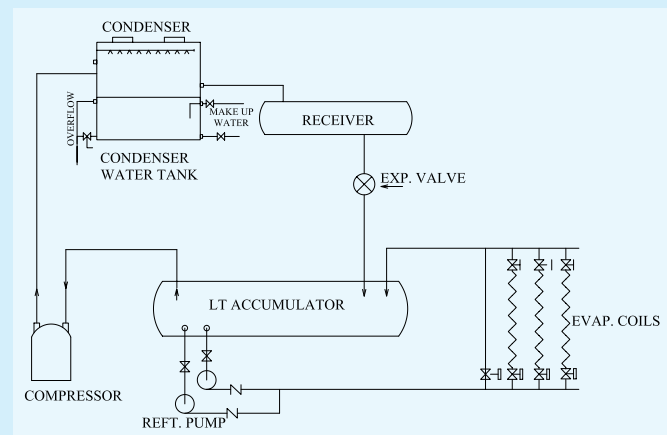 CONDENSER
OVERFLOW
MAKE UP
WATER
RECEIVER
CONDENSER
WATER TANK
EXP. VALVE
LT ACCUMULATOR
EVAP. COILS
COMPRESSOR
REFT. PUMP